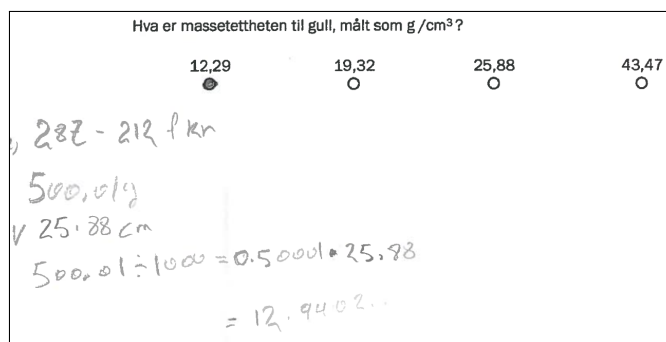 Hva er massetettheten til gull, målt som g/cm³?
12,29 19,32 25,88 43,47
, 287 - 212 f kr
500,01g
v 25.88 cm
500.01 ÷ 1000 = 0.50001 • 25,88
= 12.9402..